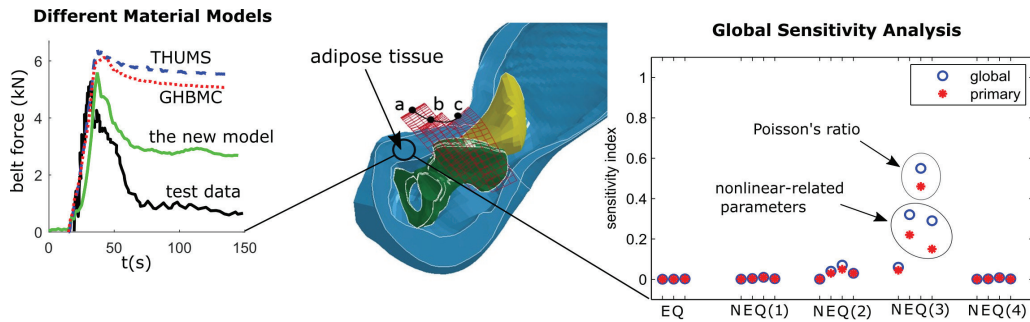 Different Material Models
belt force (kN)
6
4
2
0
THUMS
GHBMC
the new model
test data
0
50
100
150
t(s)
adipose tissue
a
b
c
Global Sensitivity Analysis
sensitivity index
1
0.8
0.6
0.4
0.2
0
global
primary
Poisson's ratio
nonlinear-related
parameters
EQ
NEQ(1)
NEQ(2)
NEQ(3)
NEQ(4)